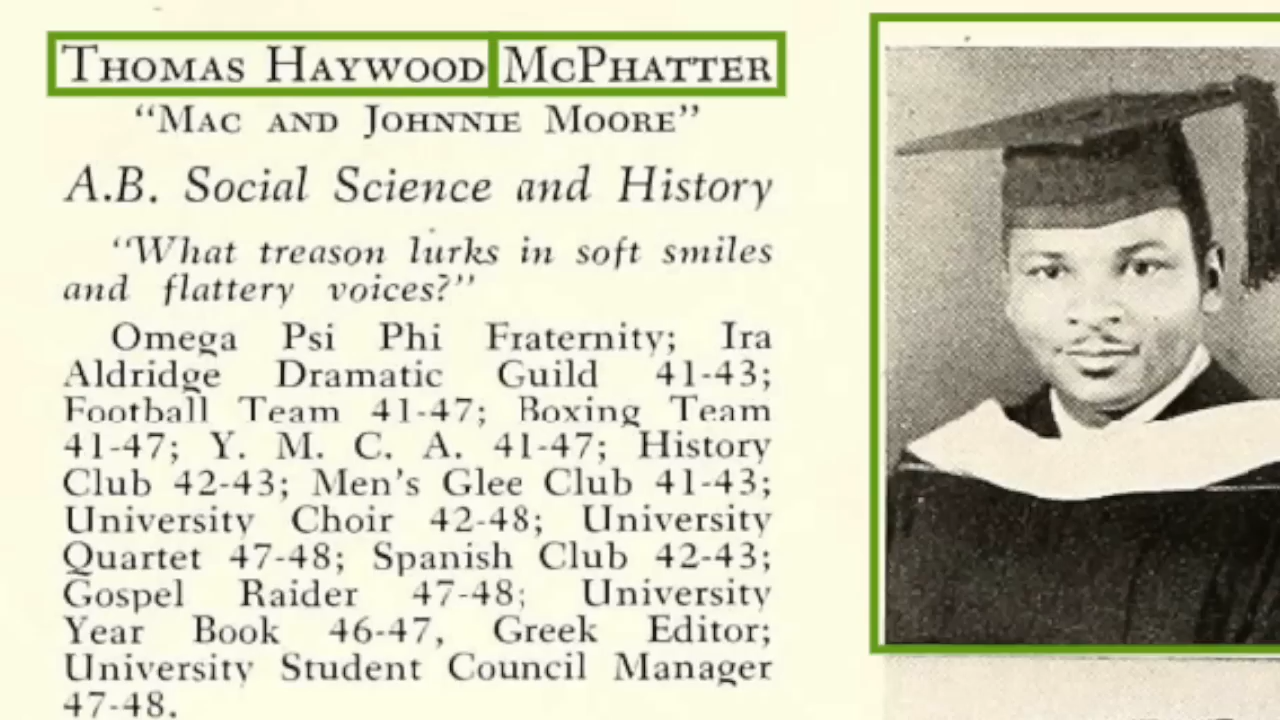 THOMAS HAYWOOD MCPHATTER
"MAC AND JOHNNIE MOORE"
A.B. Social Science and History
"What treason lurks in soft smiles
and flattery voices?"
Omega Psi Phi Fraternity; Ira
Aldridge Dramatic Guild 41-43;
Football Team 41-47; Boxing Team
41-47; Y. M. C. A. 41-47; History
Club 42-43; Men's Glee Club 41-43;
University Choir 42-48; University
Quartet 47-48; Spanish Club 42-43;
Gospel Raider 47-48; University
Year Book 46-47, Greek Editor;
University Student Council Manager
47-48.